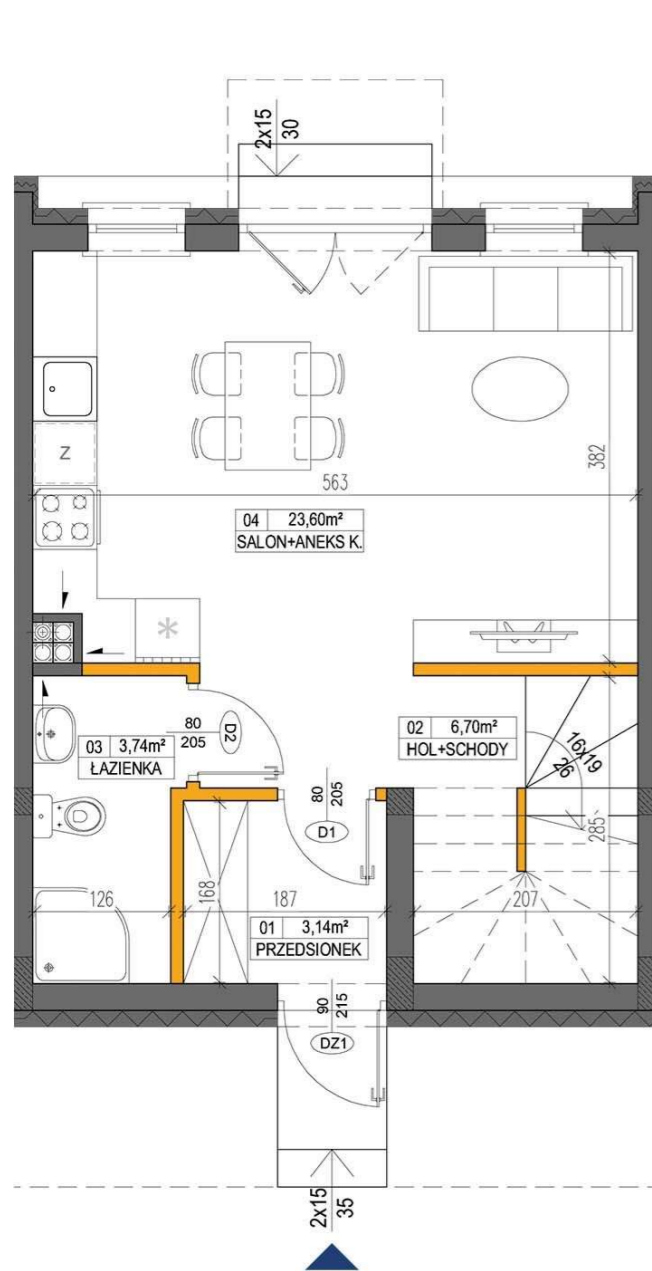 2x15
30
Z
563
382
04 23,60m²
SALON+ANEKS K.
*
80
205
D2
03 3,74m²
ŁAZIENKA
02 6,70m²
HOL+SCHODY
16x19
26
80
205
D1
285
126
168
187
207
01 3,14m²
PRZEDSIONEK
90
215
DZ1
2x15
35